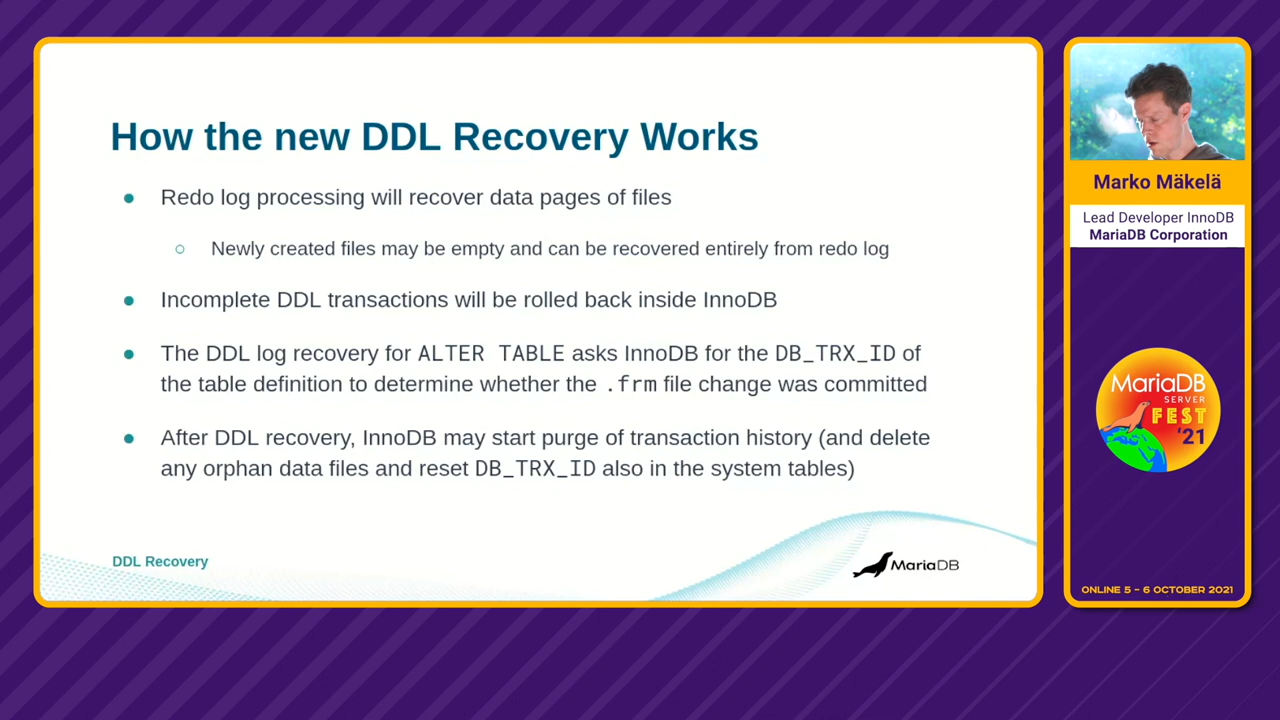 How the new DDL Recovery Works
Redo log processing will recover data pages of files
Newly created files may be empty and can be recovered entirely from redo log
Incomplete DDL transactions will be rolled back inside InnoDB
The DDL log recovery for ALTER TABLE asks InnoDB for the DB_TRX_ID of
the table definition to determine whether the .frm file change was committed
After DDL recovery, InnoDB may start purge of transaction history (and delete
any orphan data files and reset DB_TRX_ID also in the system tables)
DDL Recovery
MariaDB
Marko Mäkelä
Lead Developer InnoDB
MariaDB Corporation
MariaDB
SERVER
FEST
'21
ONLINE 5 – 6 OCTOBER 2021